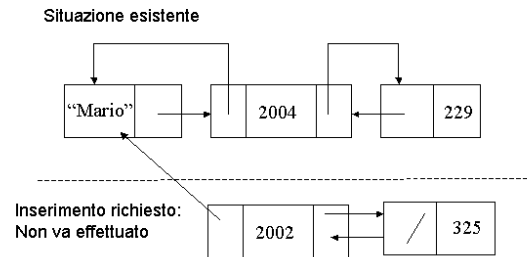 Situazione esistente
“Mario” 2004 229
Inserimento richiesto:
Non va effettuato
2002 325